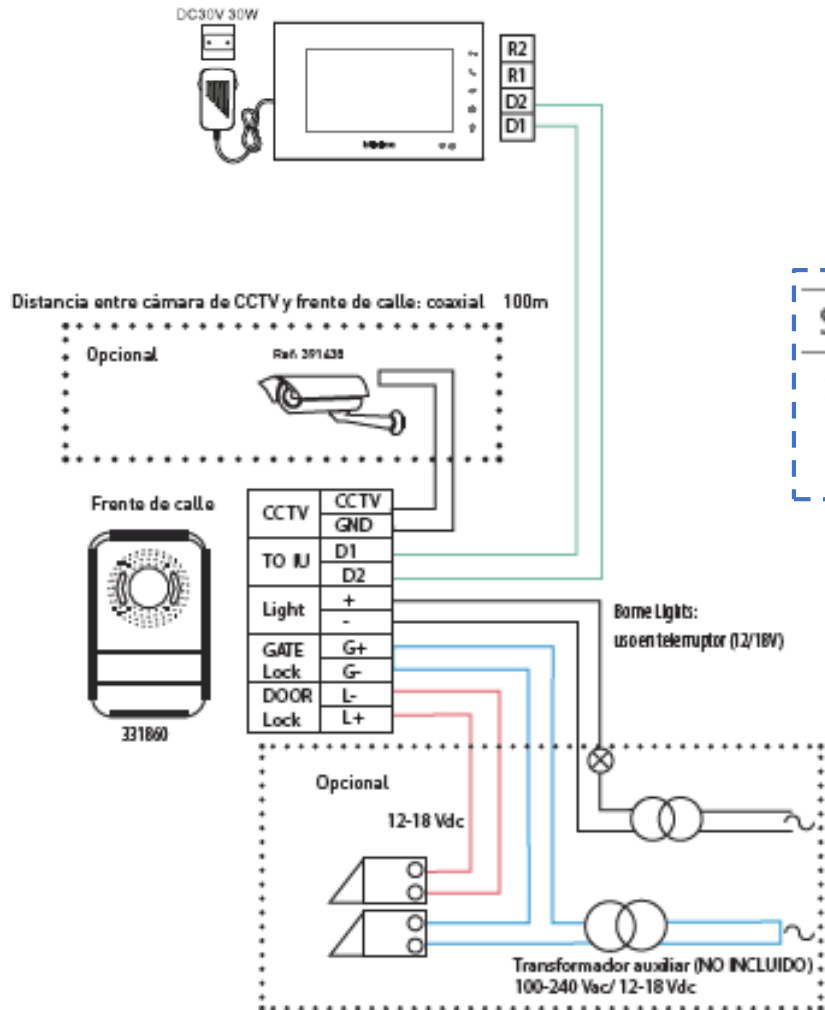 DC30V 30W
R2
R1
D2
D1
Distancia entre cámara de CCTV y frente de calle: coaxial 100m
Opcional
Ref. 391438
Frente de calle
CCTV
CCTV
GND
TO IU
D1
D2
Light
+
-
Borne Lights:
uso en telerruptor (12/18V)
GATE
Lock
G+
G-
DOOR
Lock
L-
L+
331860
Opcional
12-18 Vdc
Transformador auxiliar (NO INCLUIDO)
100-240 Vac/ 12-18 Vdc